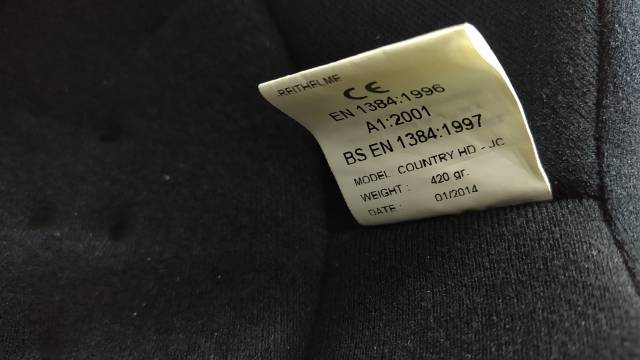 REITHELME
CE
EN 1384:1996
A1:2001
BS EN 1384:1997
MODEL: COUNTRY HD - JC
WEIGHT : 420 gr.
DATE : 01/2014